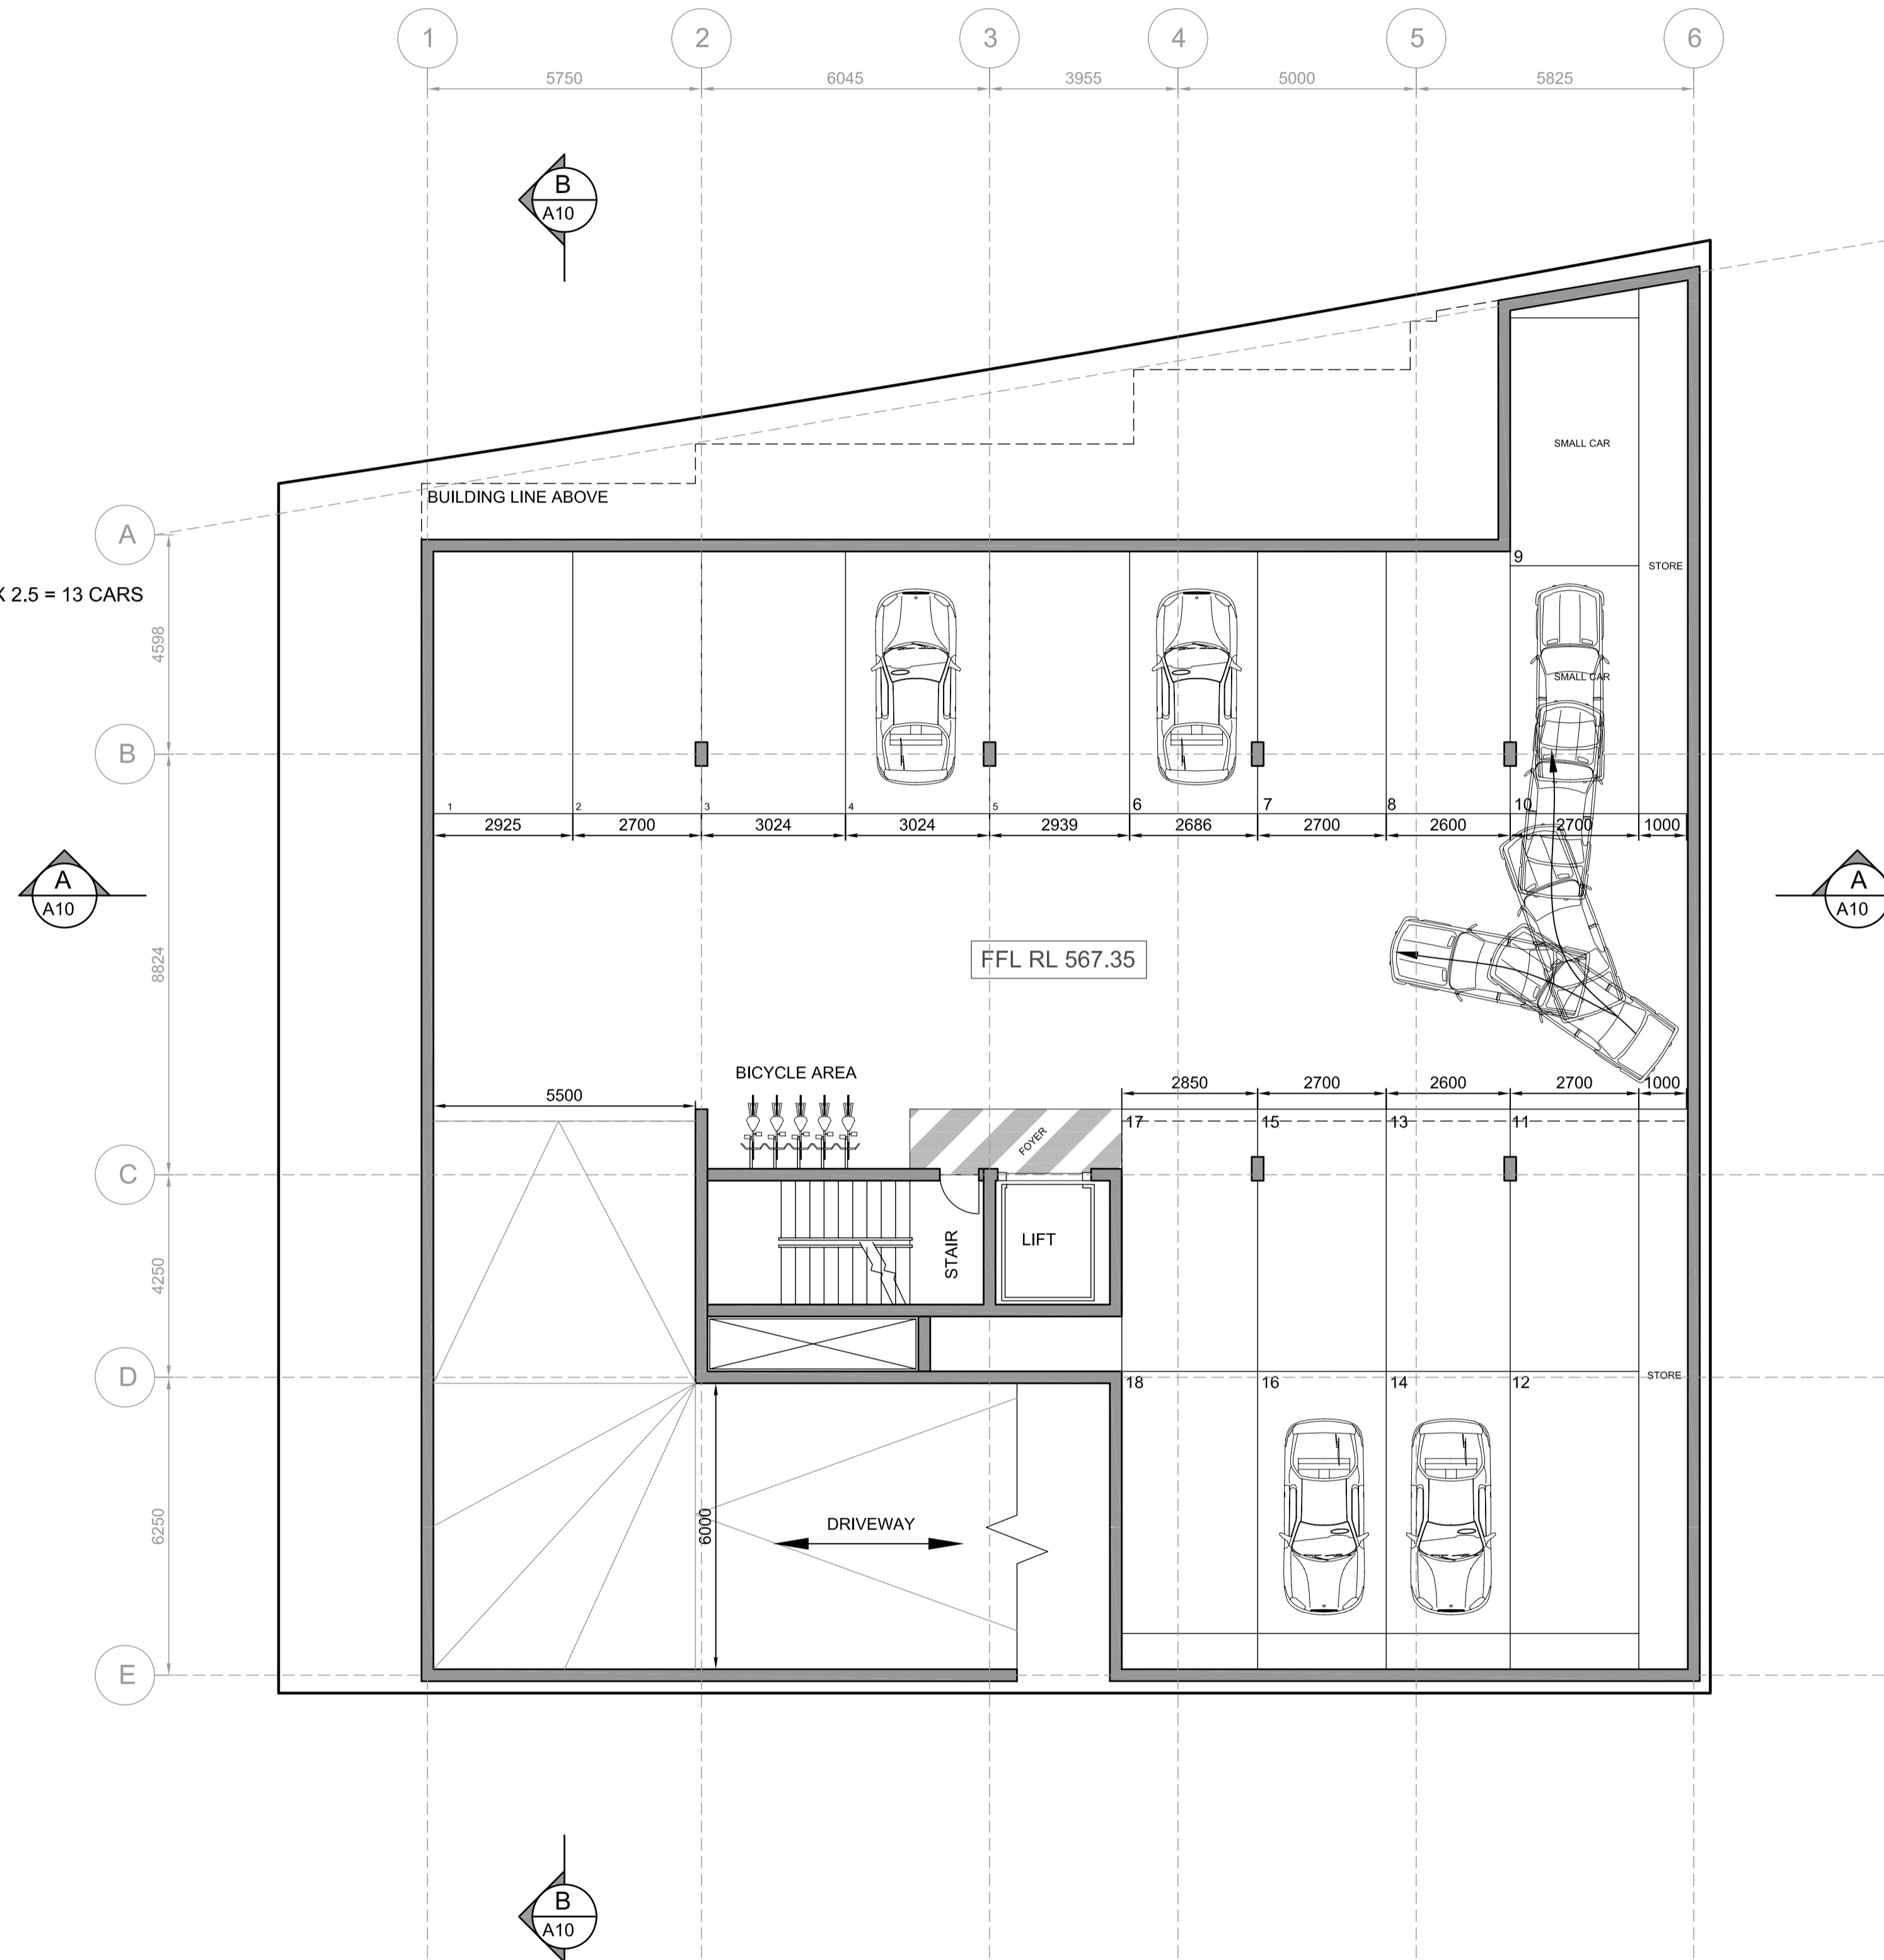 1 2 3 4 5 6
5750 6045 3955 5000 5825
B
A10
SMALL CAR
BUILDING LINE ABOVE
A
9
STORE
X 2.5 = 13 CARS
4598
SMALL CAR
B
1 2 3 4 5 6 7 8 10
2925 2700 3024 3024 2939 2686 2700 2600 2700 1000
A
A10
A
A10
8824
FFL RL 567.35
BICYCLE AREA
2850 2700 2600 2700 1000
5500
17 15 13 11
FOYER
C
STAIR
LIFT
4250
D
18 16 14 12
STORE
6250
6000
DRIVEWAY
E
B
A10